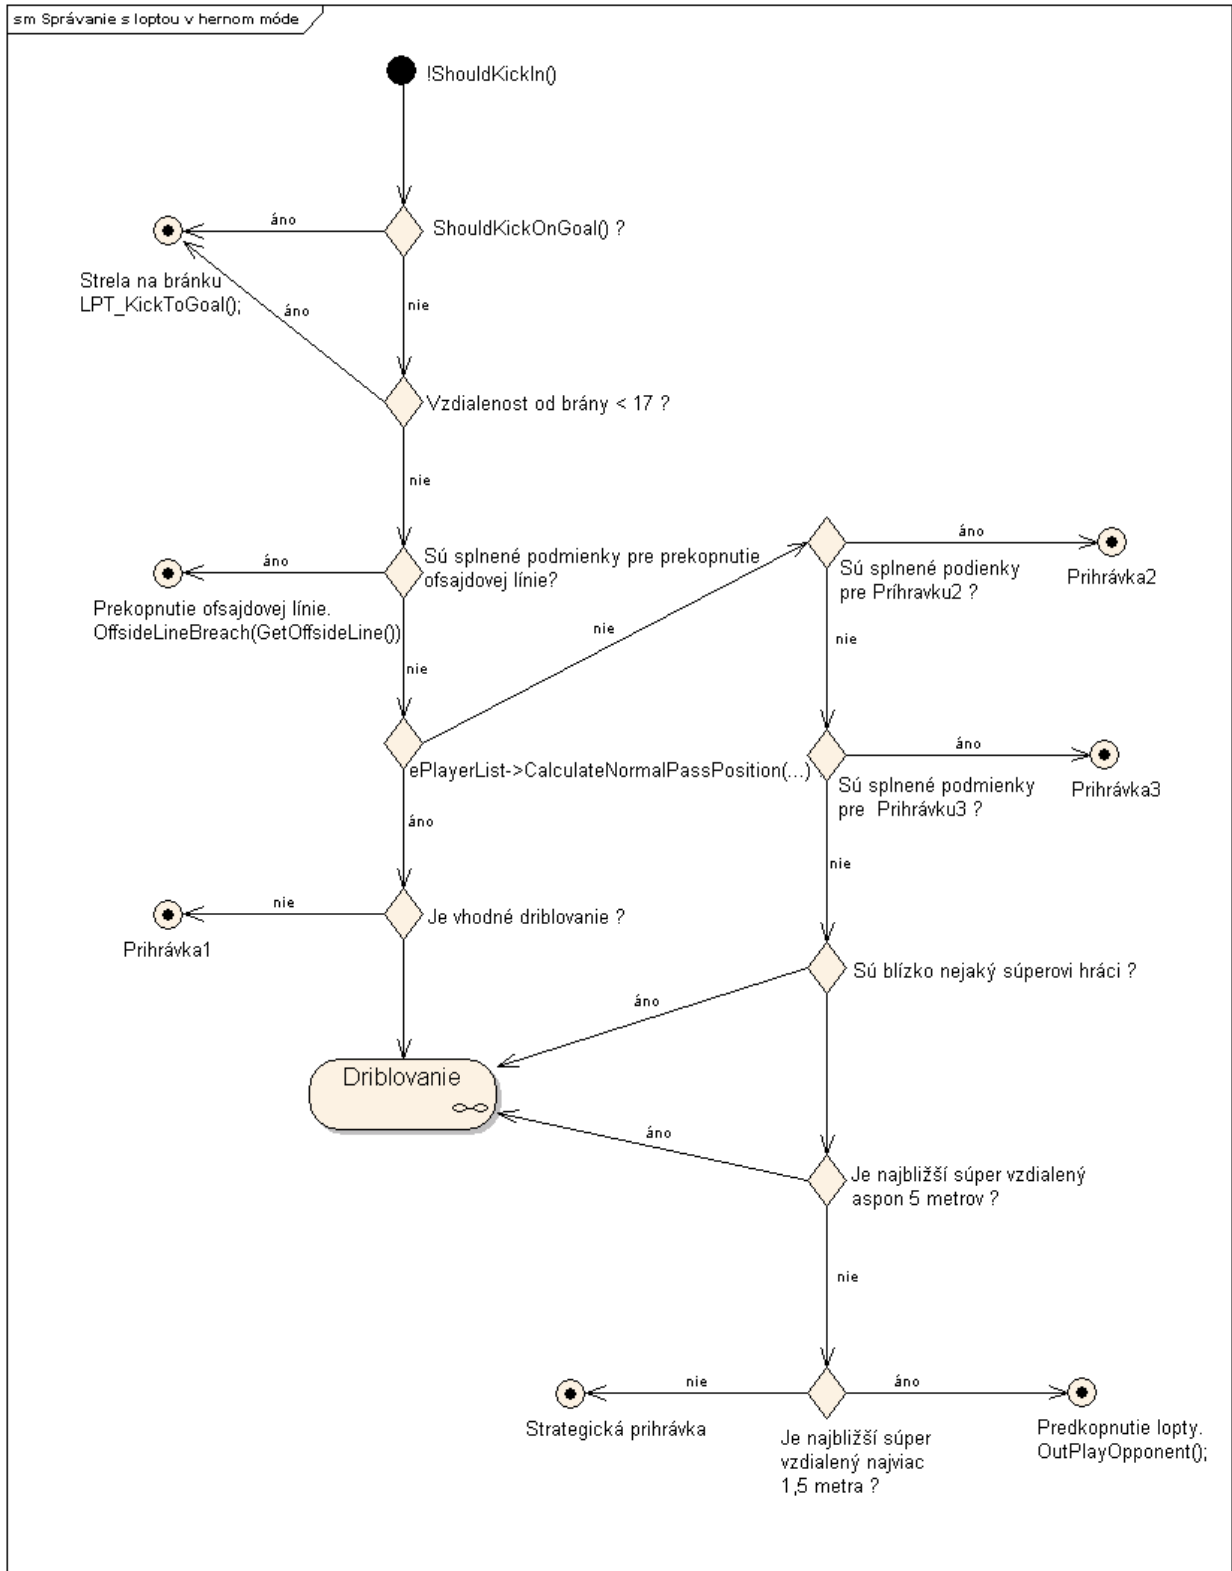 sm Správanie s loptou v hernom móde
!ShouldKickIn()
áno
ShouldKickOnGoal() ?
Strela na bránku
LPT_KickToGoal();
áno
nie
Vzdialenost od brány < 17 ?
nie
áno
Sú splnené podmienky pre prekopnutie
ofsajdovej línie?
Prekopnutie ofsajdovej línie.
OffsideLineBreach(GetOffsideLine())
nie
nie
áno
Sú splnené podienky
pre Príhravku2 ?
Prihrávka2
nie
ePlayerList->CalculateNormalPassPosition(...)
áno
Sú splnené podmienky
pre  Prihrávku3 ?
Prihrávka3
áno
nie
nie
Je vhodné driblovanie ?
Prihrávka1
Sú blízko nejaký súperovi hráci ?
áno
Driblovanie
áno
Je najbližší súper vzdialený
aspon 5 metrov ?
nie
nie
áno
Strategická prihrávka
Je najbližší súper
vzdialený najviac
1,5 metra ?
Predkopnutie lopty.
OutPlayOpponent();